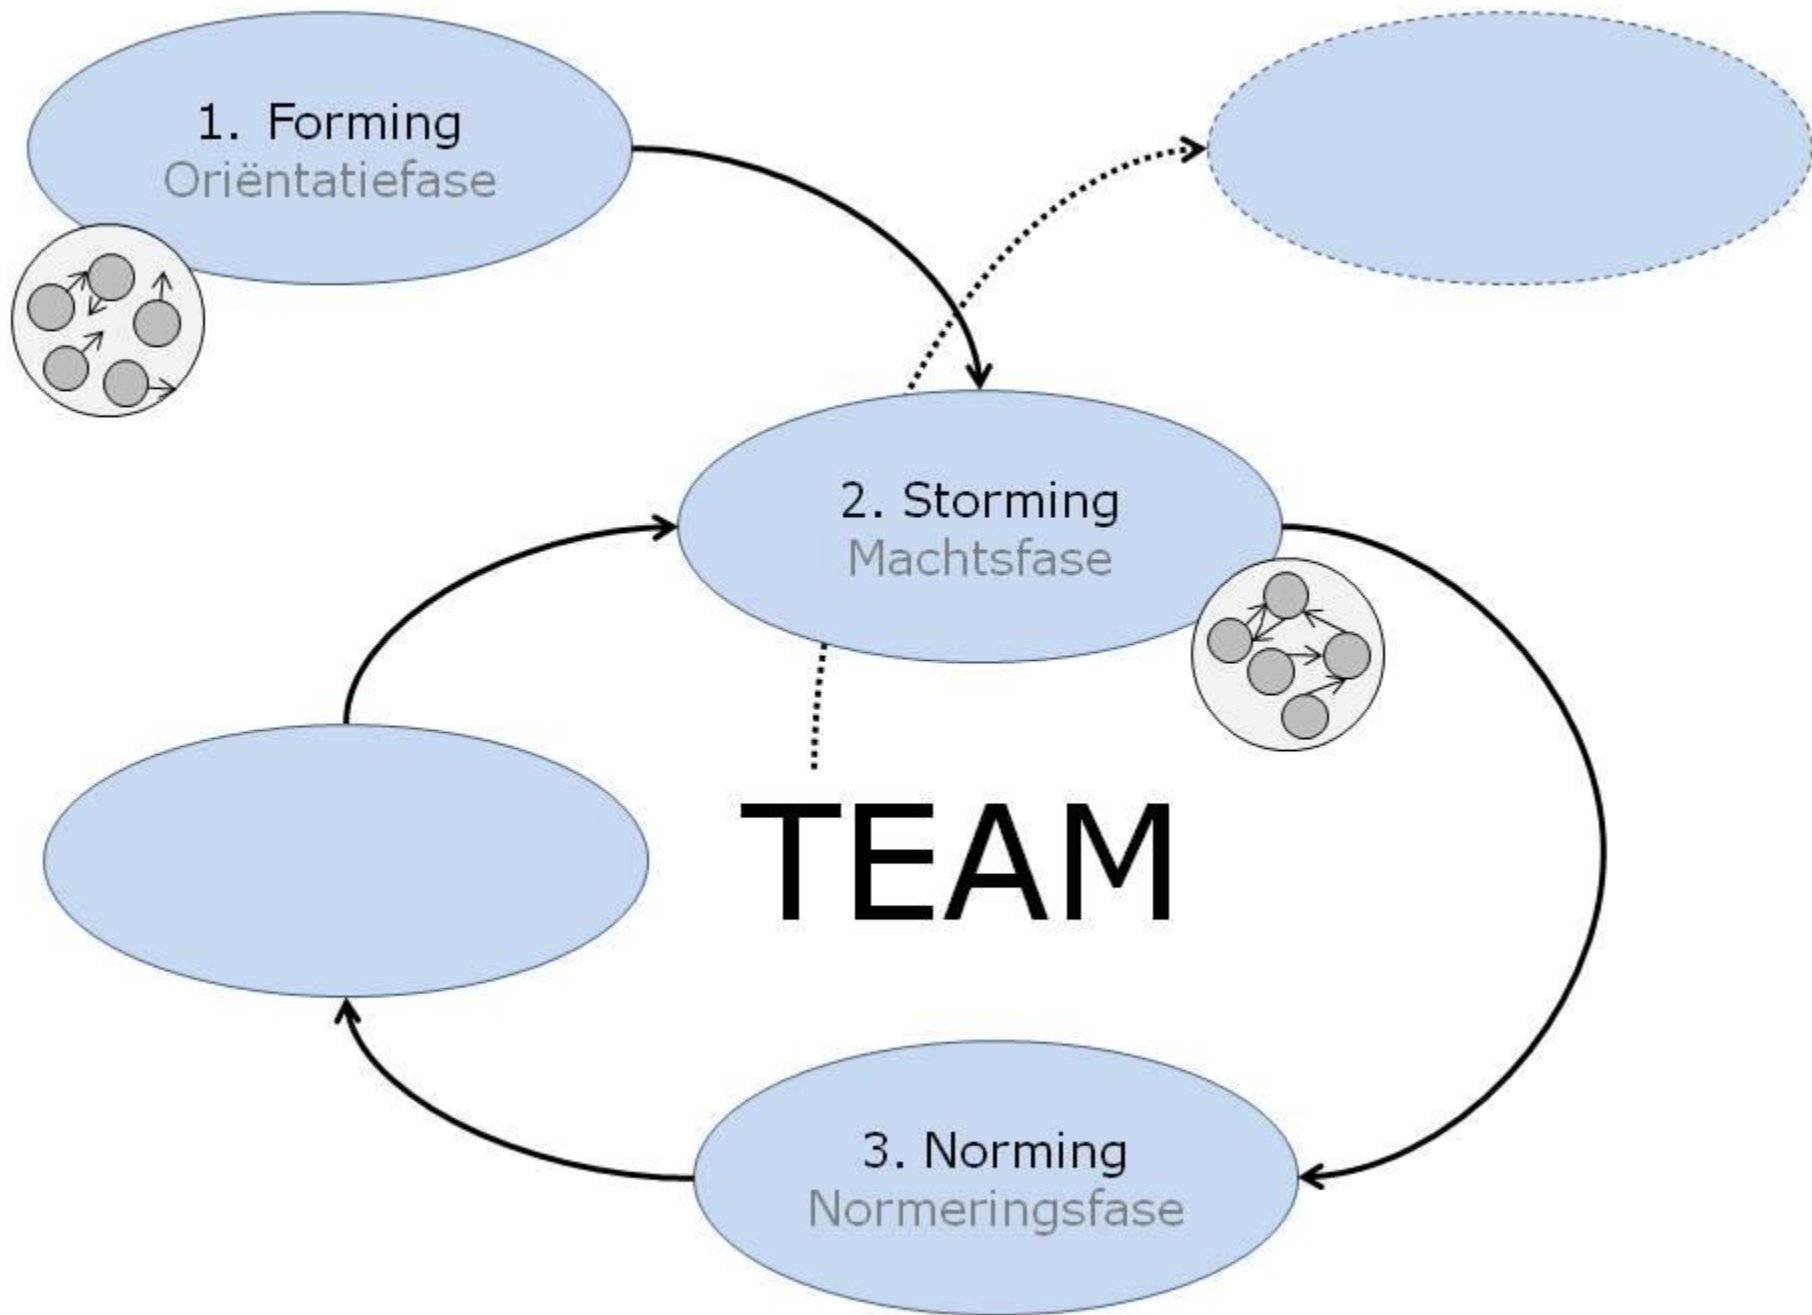 1. Forming
Oriëntatiefase
2. Storming
Machtsfase
TEAM
3. Norming
Normeringsfase